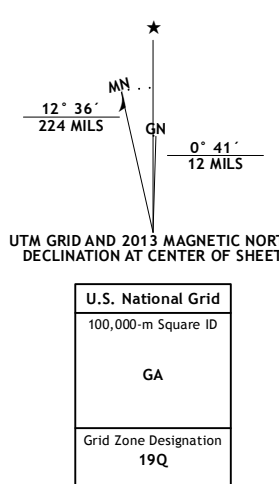 MN
12° 36´
224 MILS
GN
0° 41´
12 MILS
UTM GRID AND 2013 MAGNETIC NORT
DECLINATION AT CENTER OF SHEET
U.S. National Grid
100,000-m Square ID
GA
Grid Zone Designation
19Q